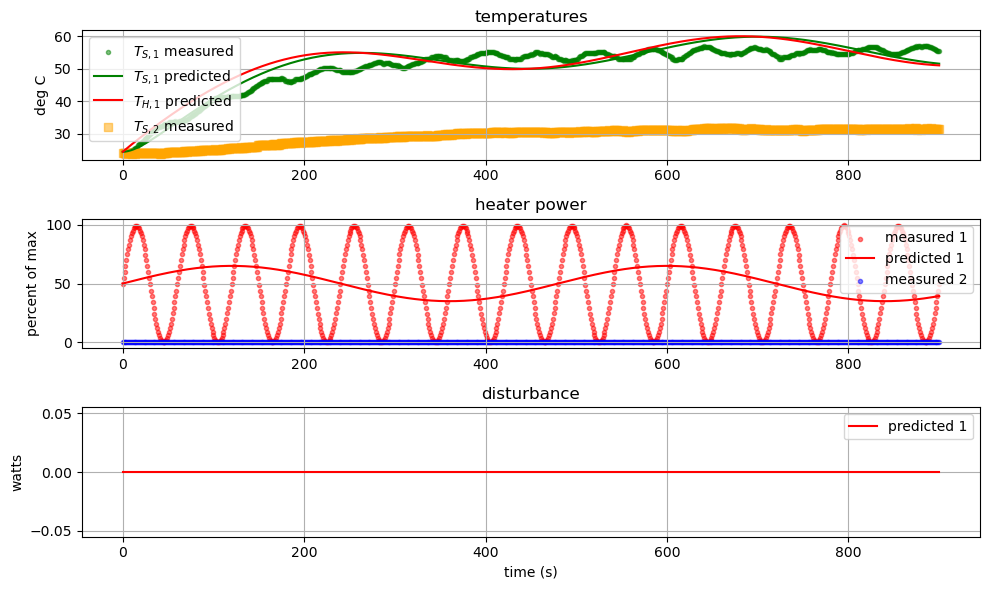 temperatures
deg C
60
50
40
30
T_{S,1} measured
T_{S,1} predicted
T_{H,1} predicted
T_{S,2} measured
0
200
400
600
800
heater power
percent of max
100
50
0
measured 1
predicted 1
measured 2
0
200
400
600
800
disturbance
watts
0.05
0.00
−0.05
predicted 1
0
200
400
600
800
time (s)